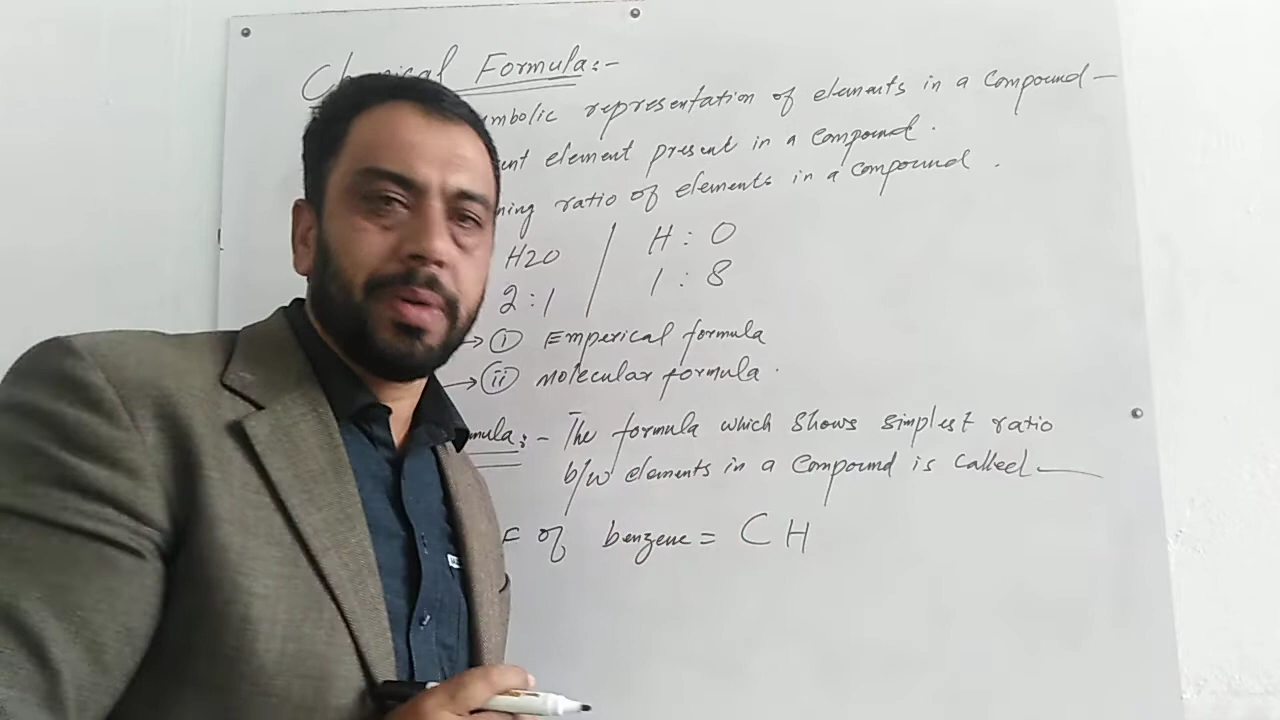 Chemical Formula:-
symbolic representation of elements in a compound —
element present in a compound.
ratio of elements in a compound.
H2O / H : O
2 : 1 1 : 8
→ (i) Emperical formula
→ (ii) Molecular formula.
:- The formula which shows simplest ratio
b/w elements in a compound is called —
F of benzene = CH